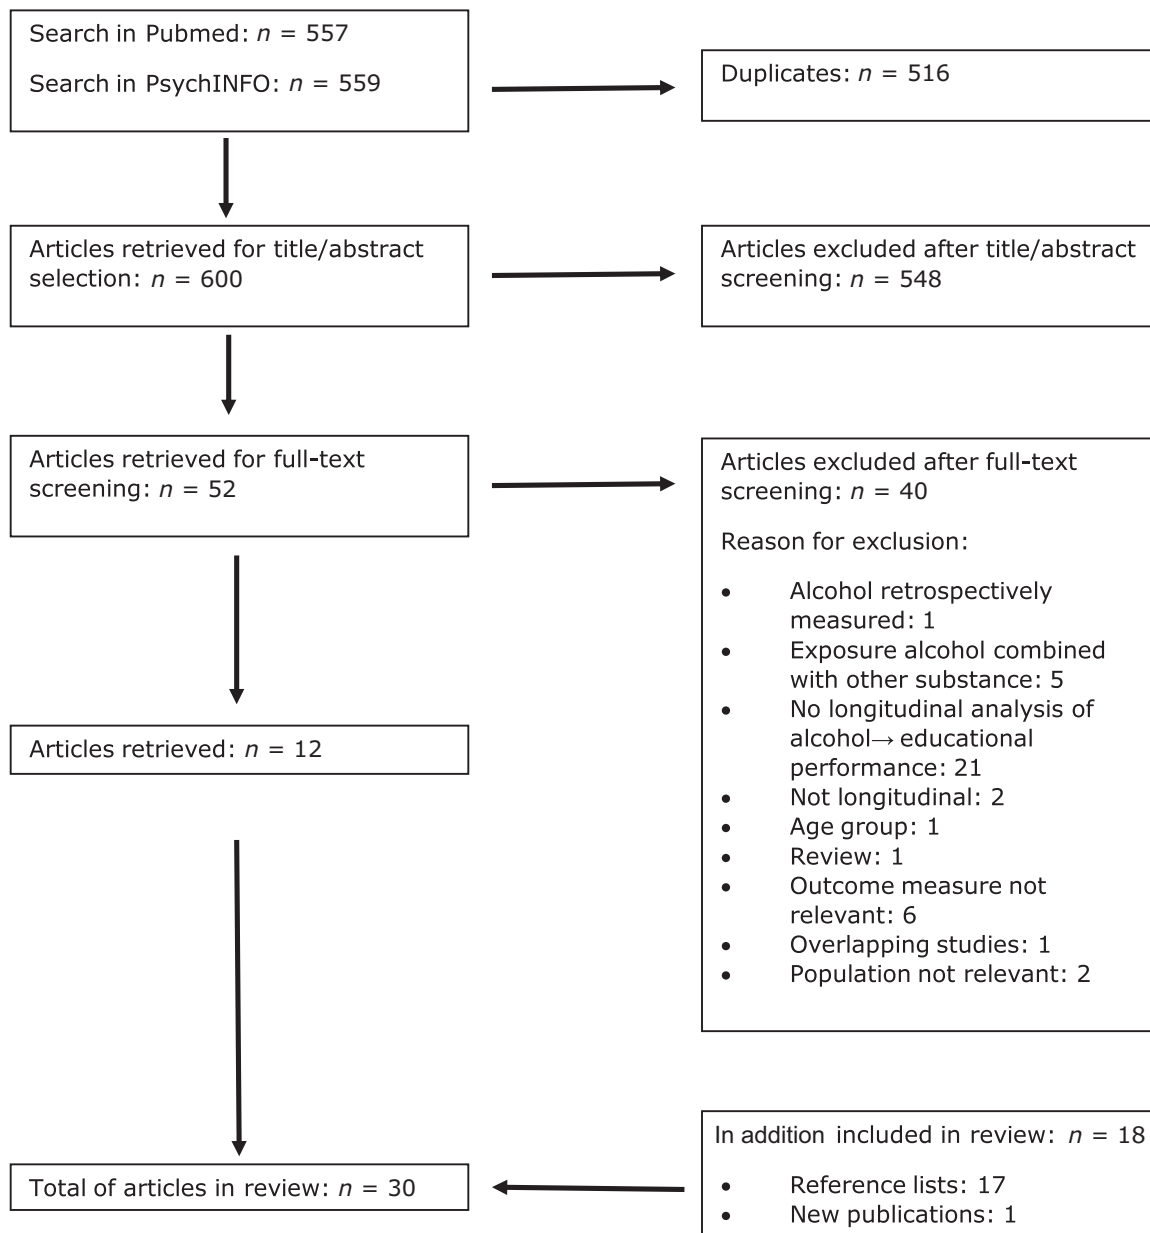 Search in Pubmed: n = 557
Search in PsychINFO: n = 559
Duplicates: n = 516
Articles retrieved for title/abstract
selection: n = 600
Articles excluded after title/abstract
screening: n = 548
Articles retrieved for full-text
screening: n = 52
Articles excluded after full-text
screening: n = 40
Reason for exclusion:
• Alcohol retrospectively
measured: 1
• Exposure alcohol combined
with other substance: 5
• No longitudinal analysis of
alcohol→ educational
performance: 21
• Not longitudinal: 2
• Age group: 1
• Review: 1
• Outcome measure not
relevant: 6
• Overlapping studies: 1
• Population not relevant: 2
Articles retrieved: n = 12
In addition included in review: n = 18
• Reference lists: 17
• New publications: 1
Total of articles in review: n = 30